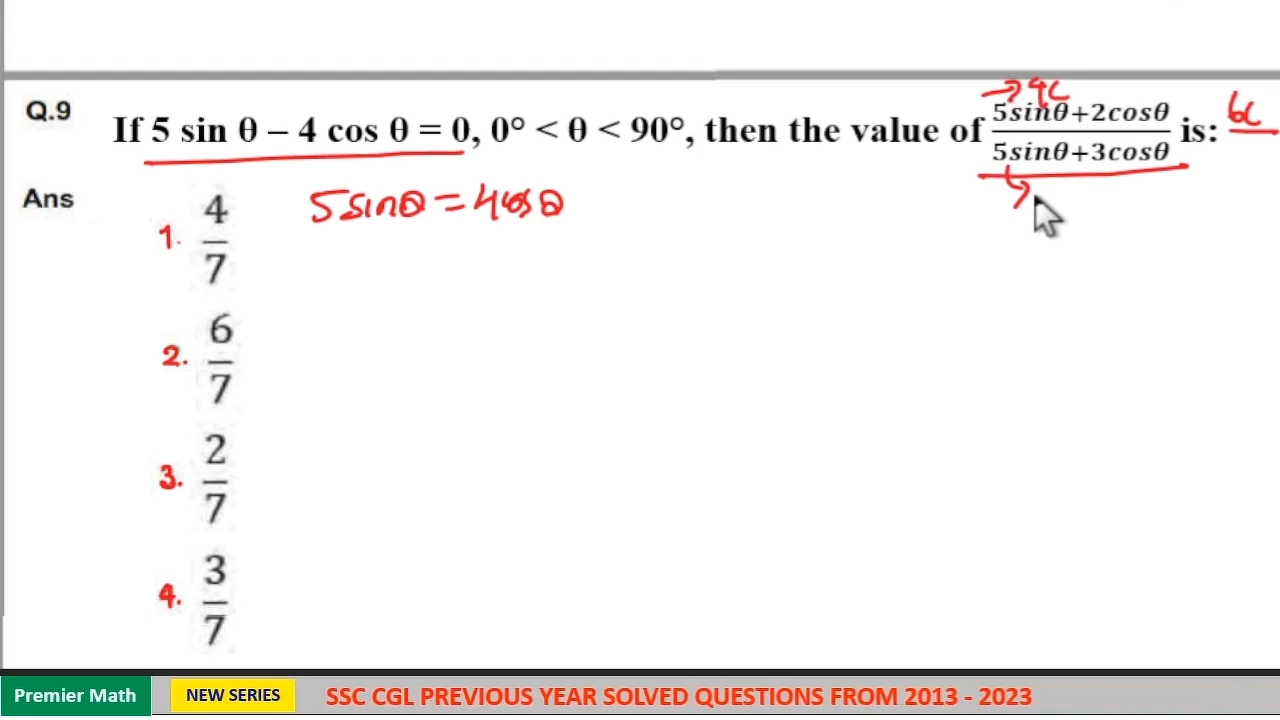 Q.9
If 5 sin θ – 4 cos θ = 0, 0° < θ < 90°, then the value of (5sinθ+2cosθ)/(5sinθ+3cosθ) is:
→ 4C
6C
Ans
5sinθ = 4cosθ
1. 4/7
2. 6/7
3. 2/7
4. 3/7
Premier Math
NEW SERIES
SSC CGL PREVIOUS YEAR SOLVED QUESTIONS FROM 2013 - 2023